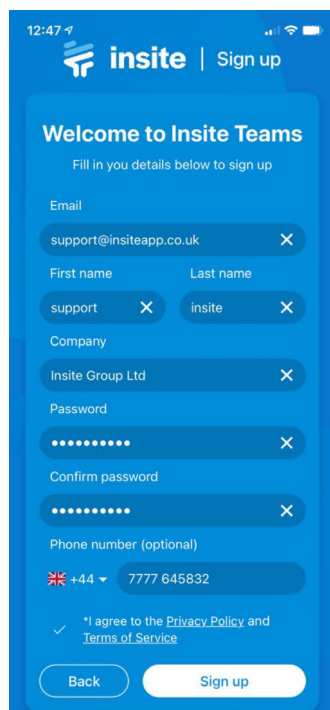 12:47
insite | Sign up
Welcome to Insite Teams
Fill in you details below to sign up
Email
support@insiteapp.co.uk
First name Last name
support insite
Company
Insite Group Ltd
Password
••••••••••
Confirm password
••••••••••
Phone number (optional)
+44 7777 645832
*I agree to the Privacy Policy and
Terms of Service
Back Sign up